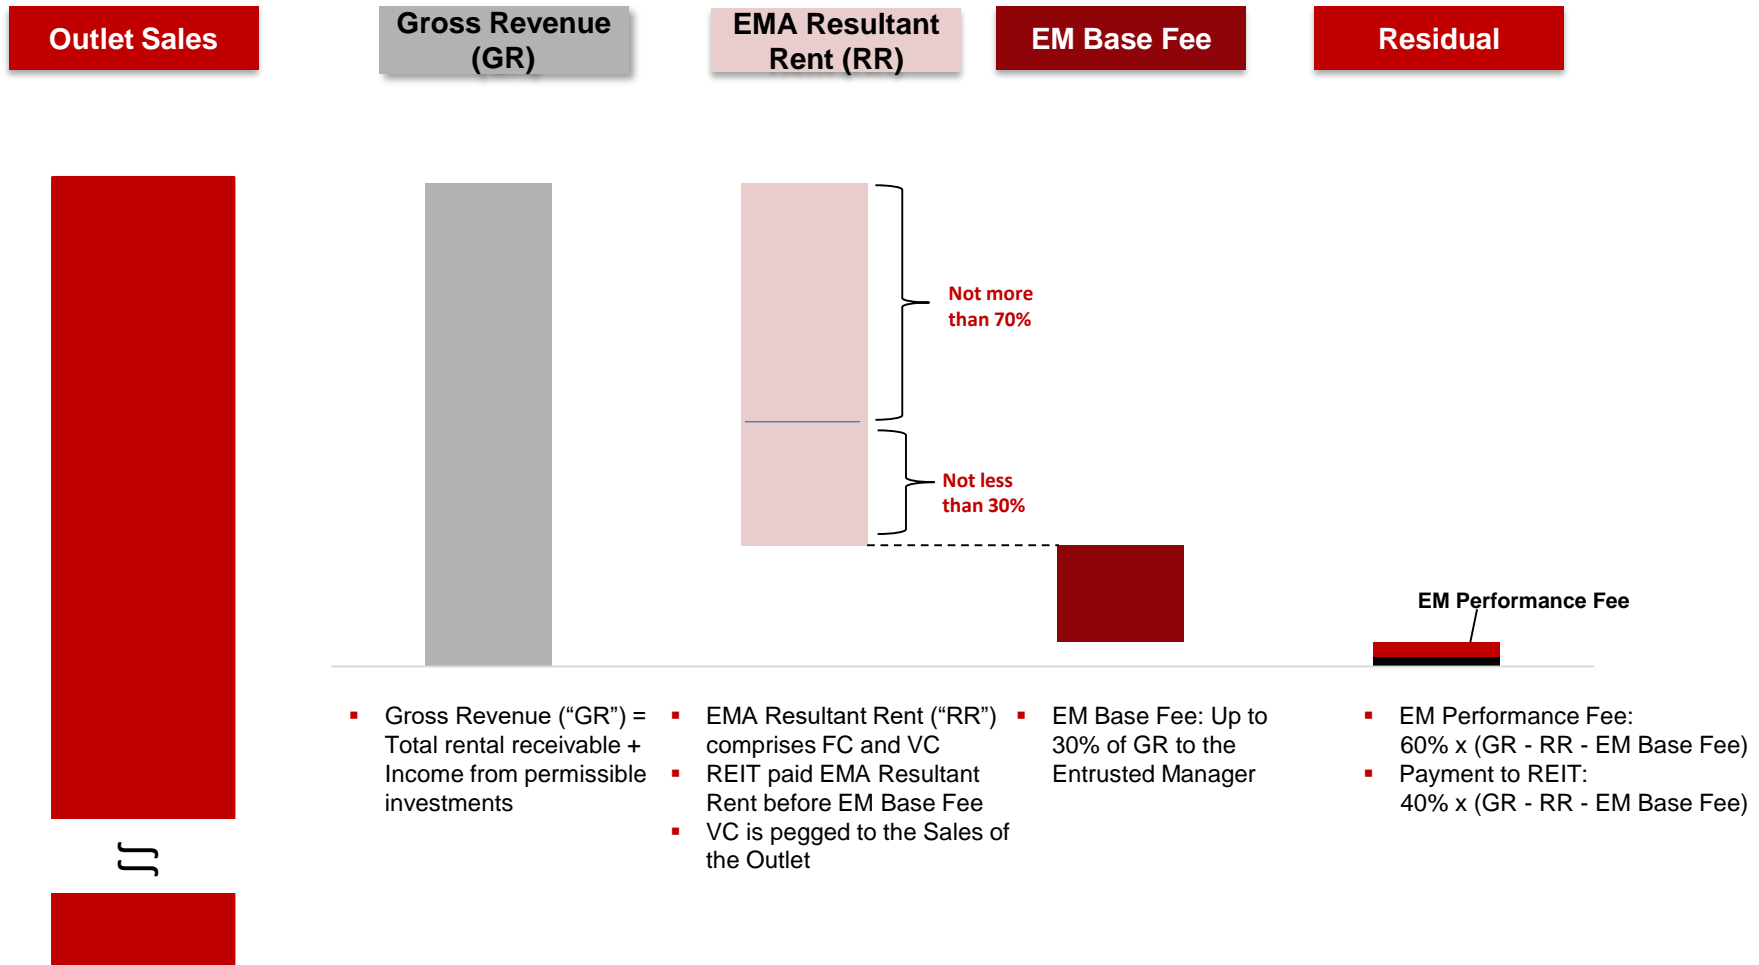 Outlet Sales
Gross Revenue
(GR)
EMA Resultant
Rent (RR)
EM Base Fee
Residual
Not more
than 70%
Not less
than 30%
EM Performance Fee
▪ Gross Revenue (“GR”) =
Total rental receivable +
Income from permissible
investments
▪ EMA Resultant Rent (“RR”)
comprises FC and VC
▪ REIT paid EMA Resultant
Rent before EM Base Fee
▪ VC is pegged to the Sales of
the Outlet
▪ EM Base Fee: Up to
30% of GR to the
Entrusted Manager
▪ EM Performance Fee:
60% x (GR - RR - EM Base Fee)
▪ Payment to REIT:
40% x (GR - RR - EM Base Fee)